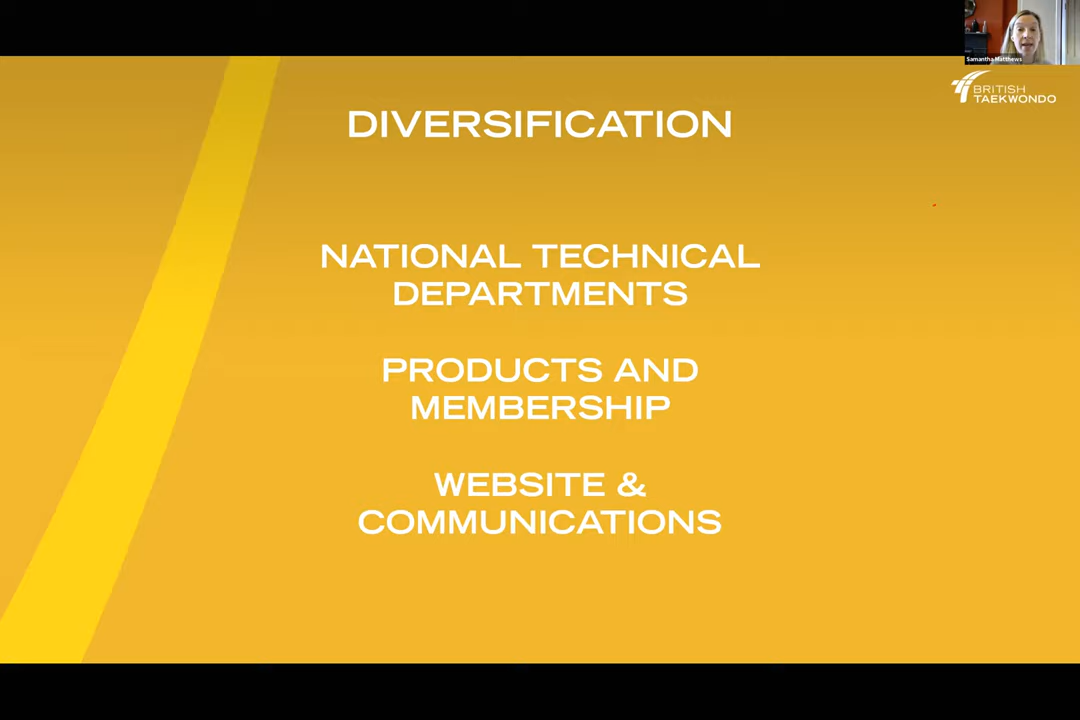 Samantha Matthews
BRITISH
TAEKWONDO
DIVERSIFICATION
NATIONAL TECHNICAL
DEPARTMENTS
PRODUCTS AND
MEMBERSHIP
WEBSITE &
COMMUNICATIONS